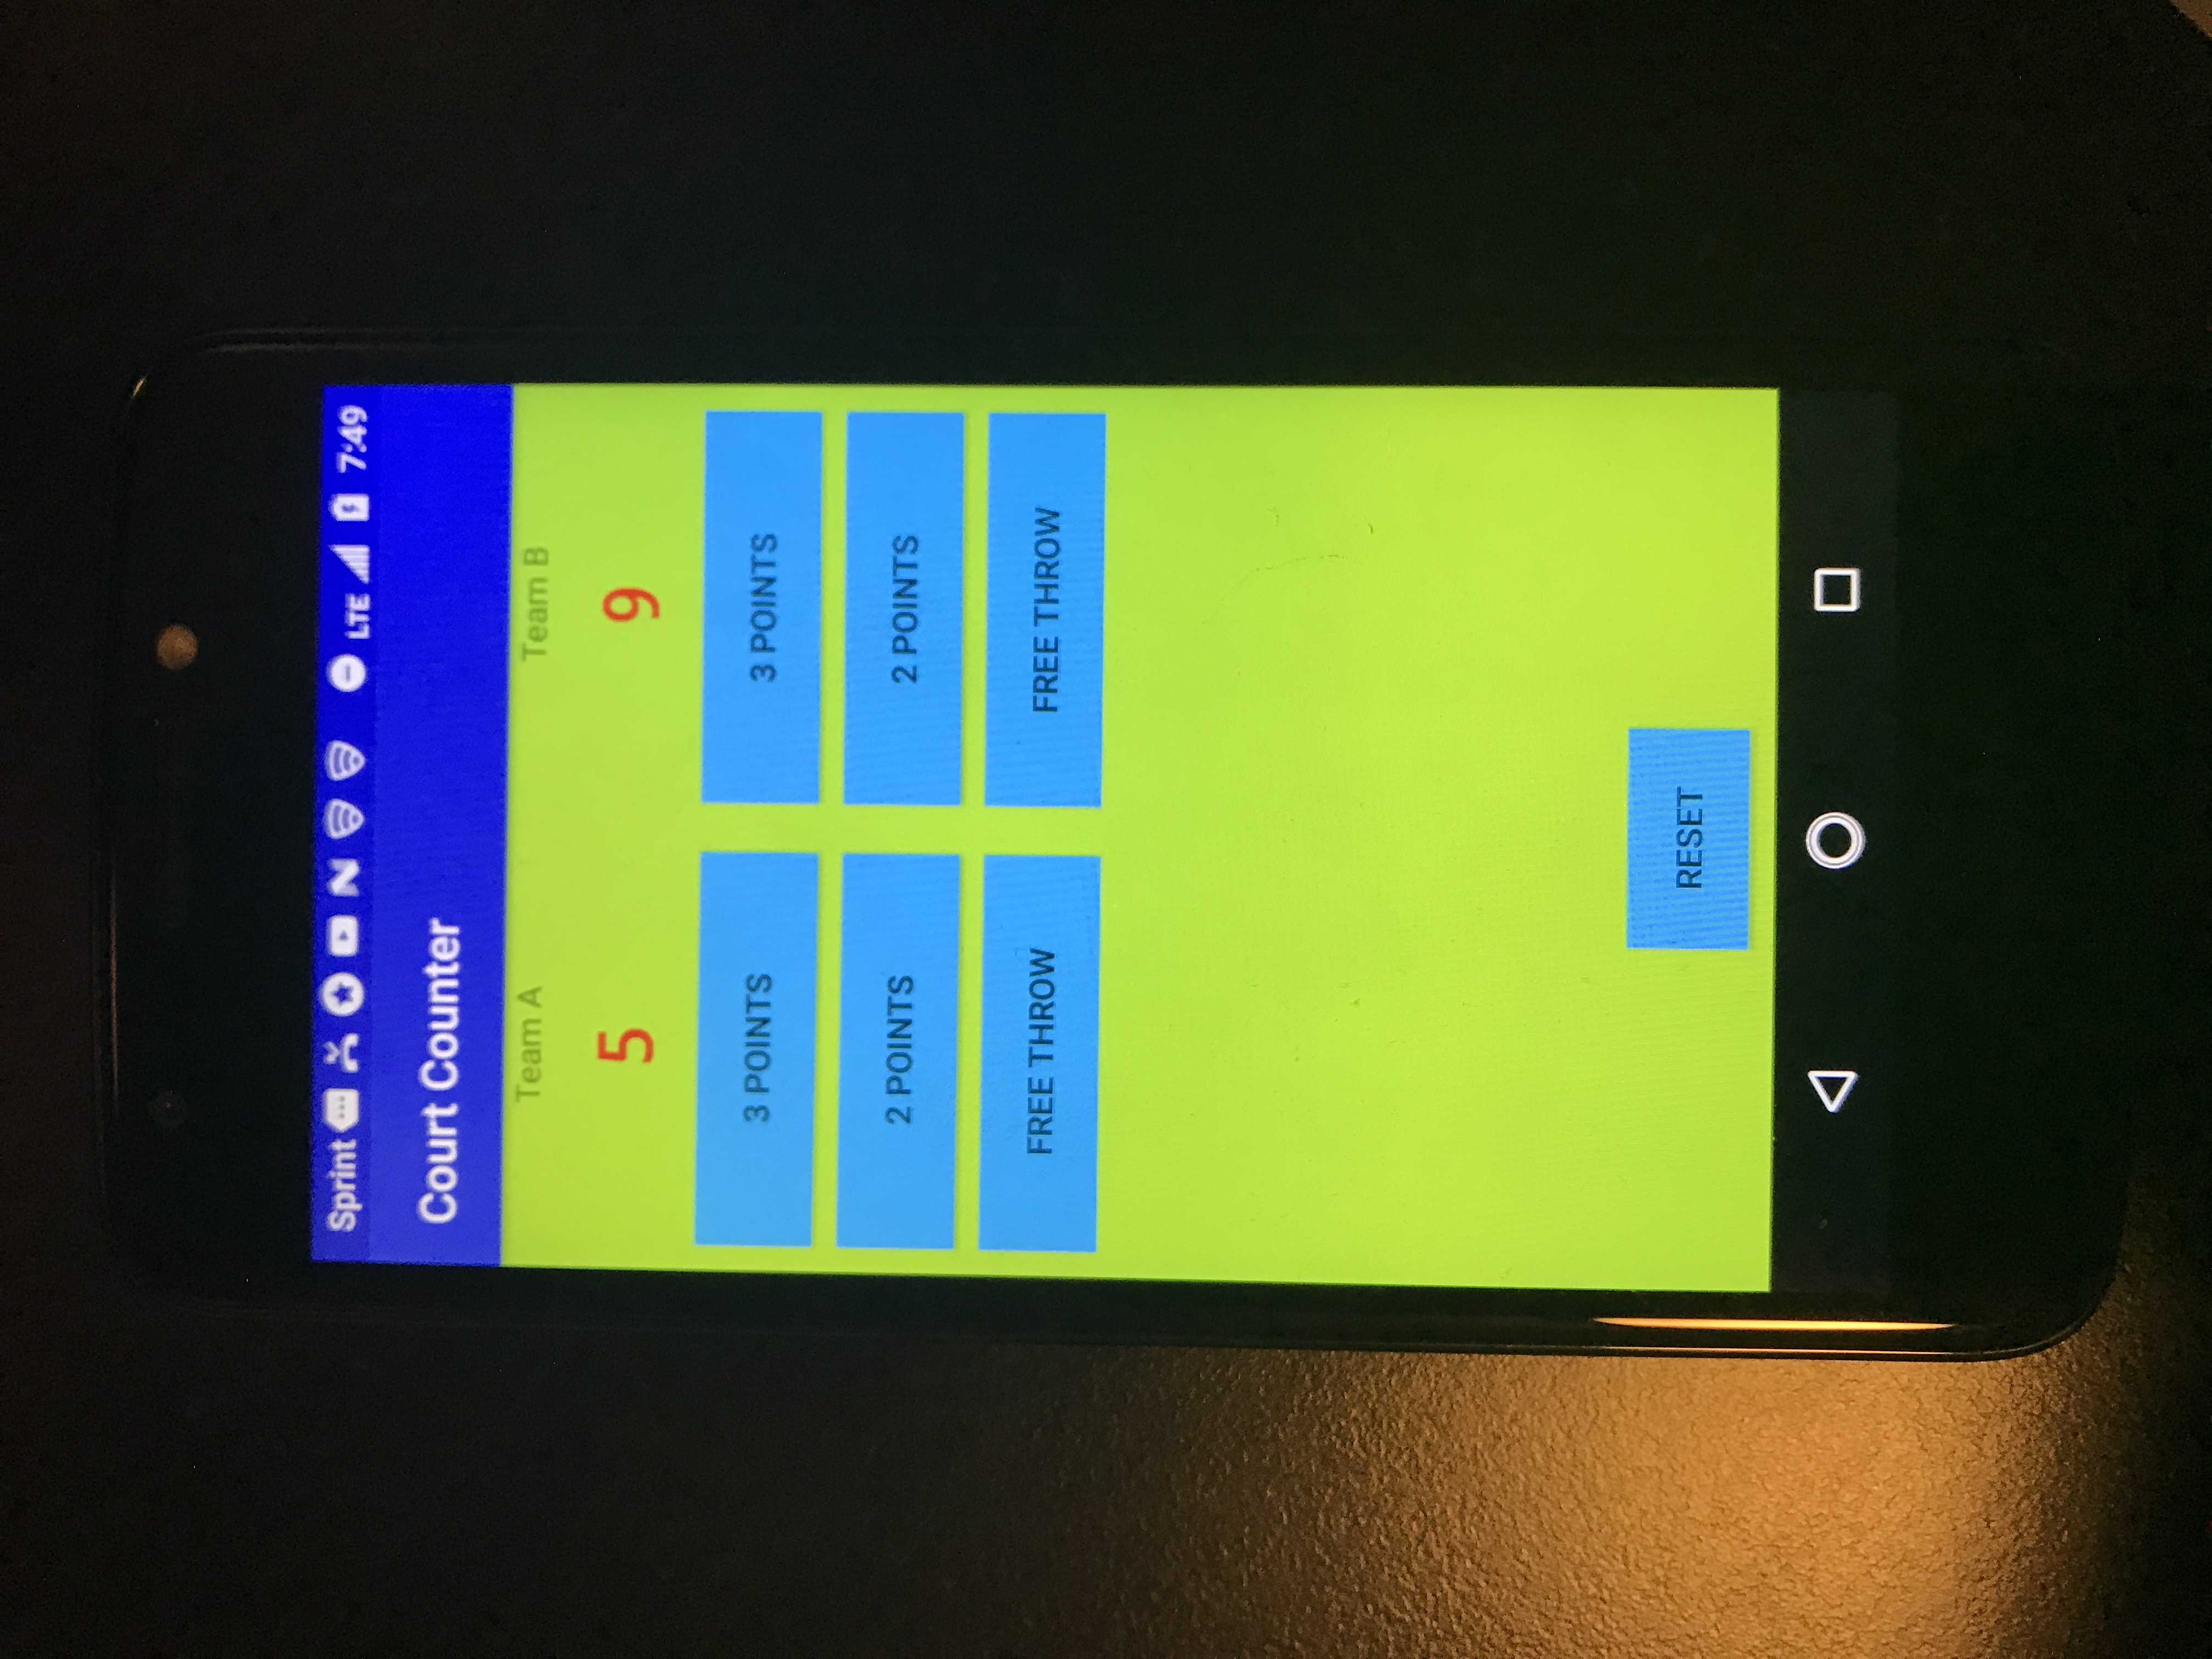 Sprint LTE 7:49
Court Counter
Team A Team B
5 9
3 POINTS 3 POINTS
2 POINTS 2 POINTS
FREE THROW FREE THROW
RESET